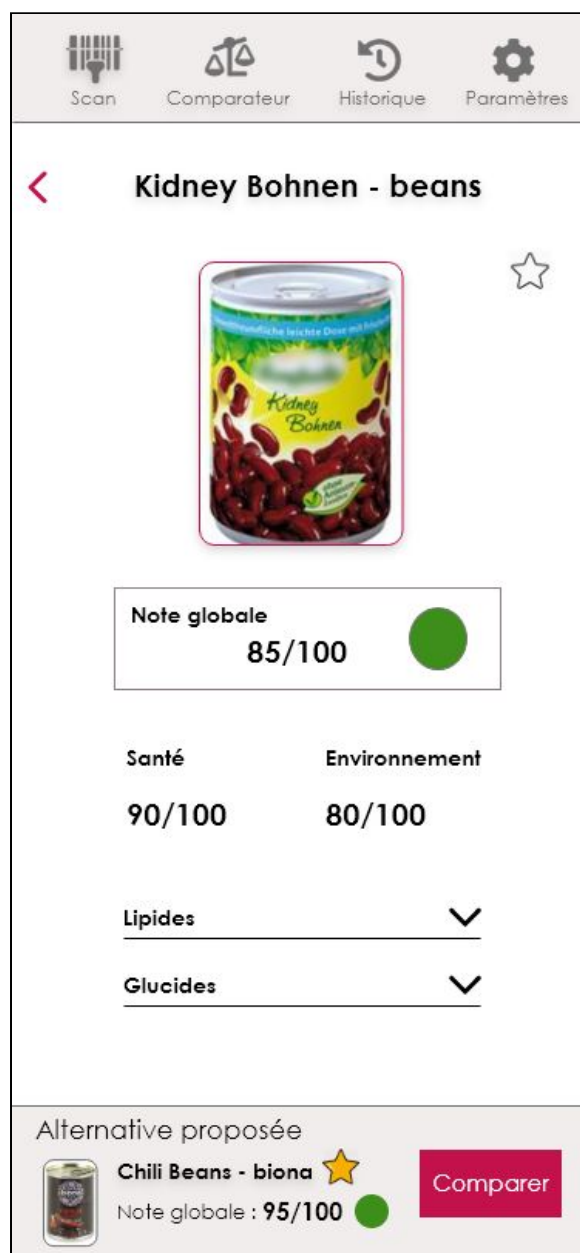 Scan Comparateur Historique Paramètres
Kidney Bohnen - beans
Kidney
Bohnen
Note globale
85/100
Santé Environnement
90/100 80/100
Lipides
Glucides
Alternative proposée
Chili Beans - biona
Note globale : 95/100
Comparer